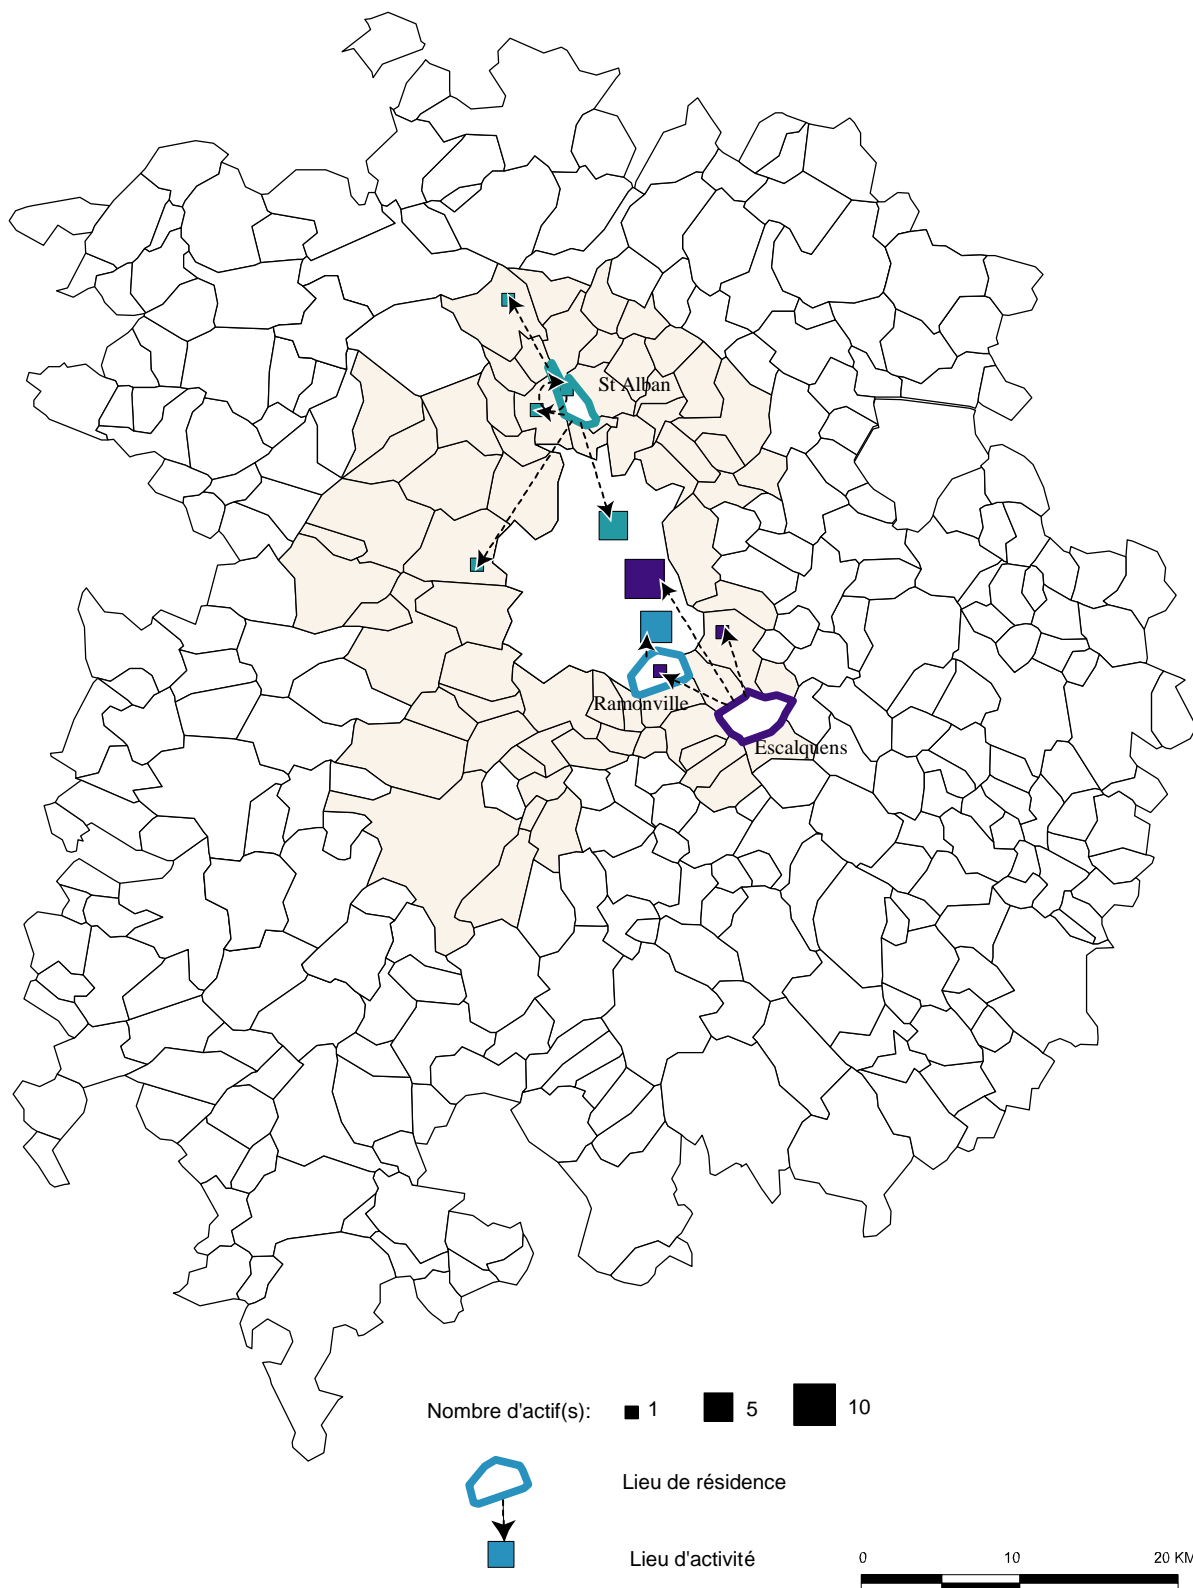 St Alban
Ramonville
Escalquens
Nombre d'actif(s): 1 5 10
Lieu de résidence
Lieu d'activité
0 10 20 KM